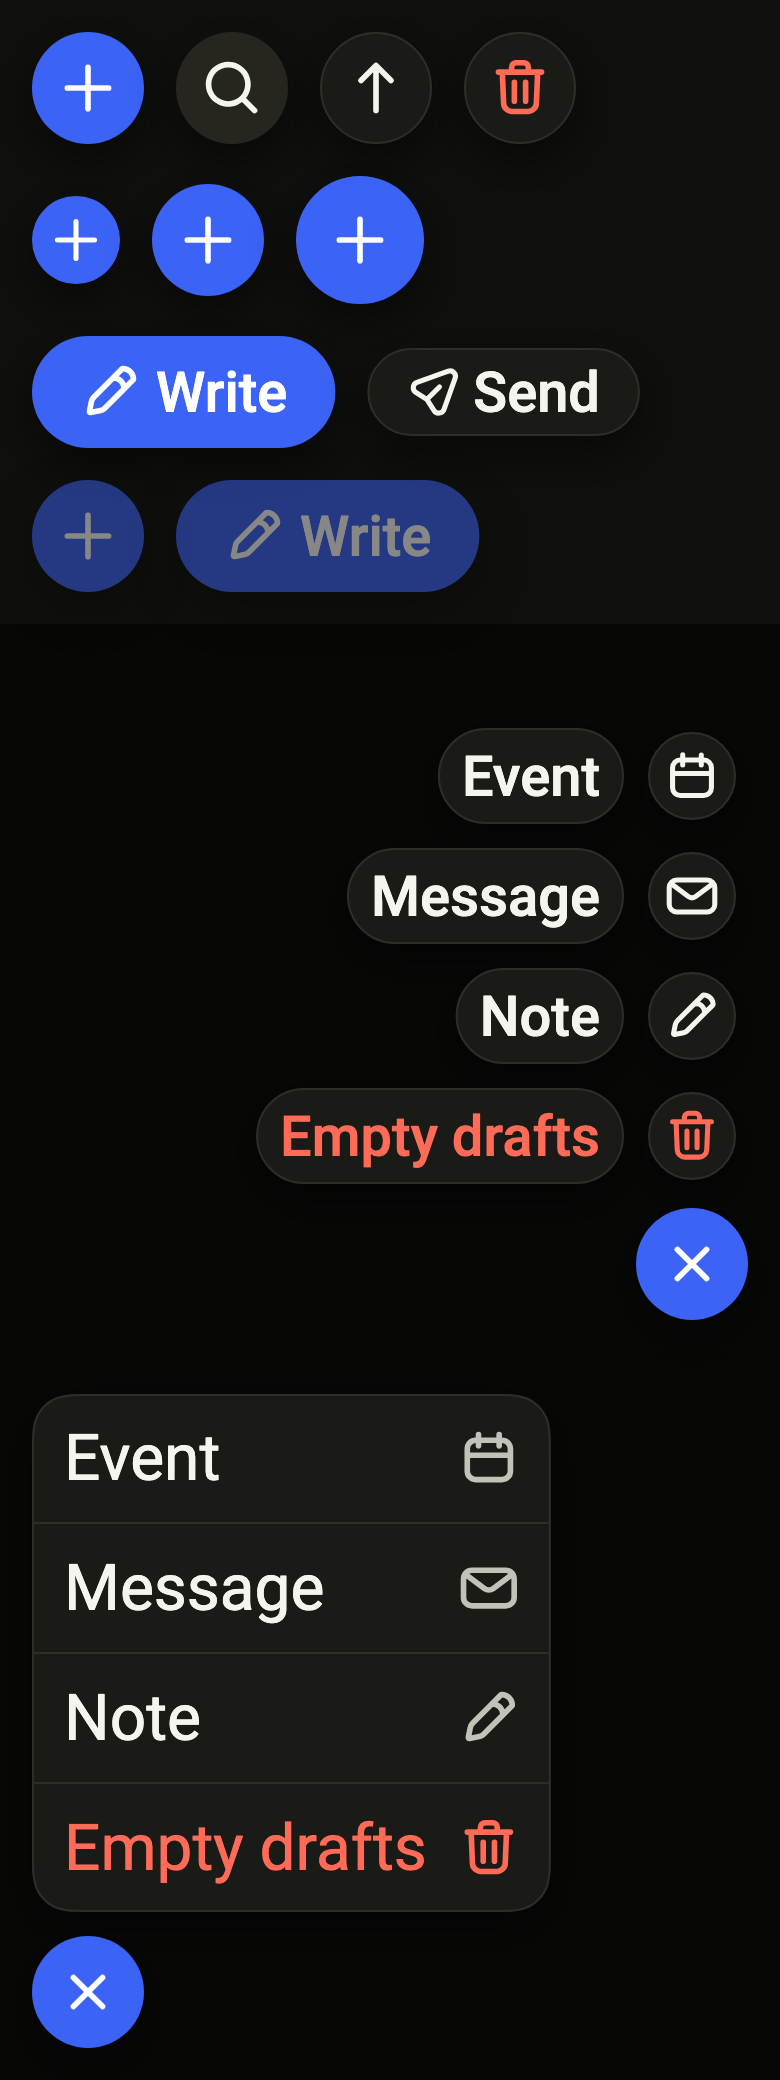 Write
Send
Write
Event
Message
Note
Empty drafts
Event
Message
Note
Empty drafts